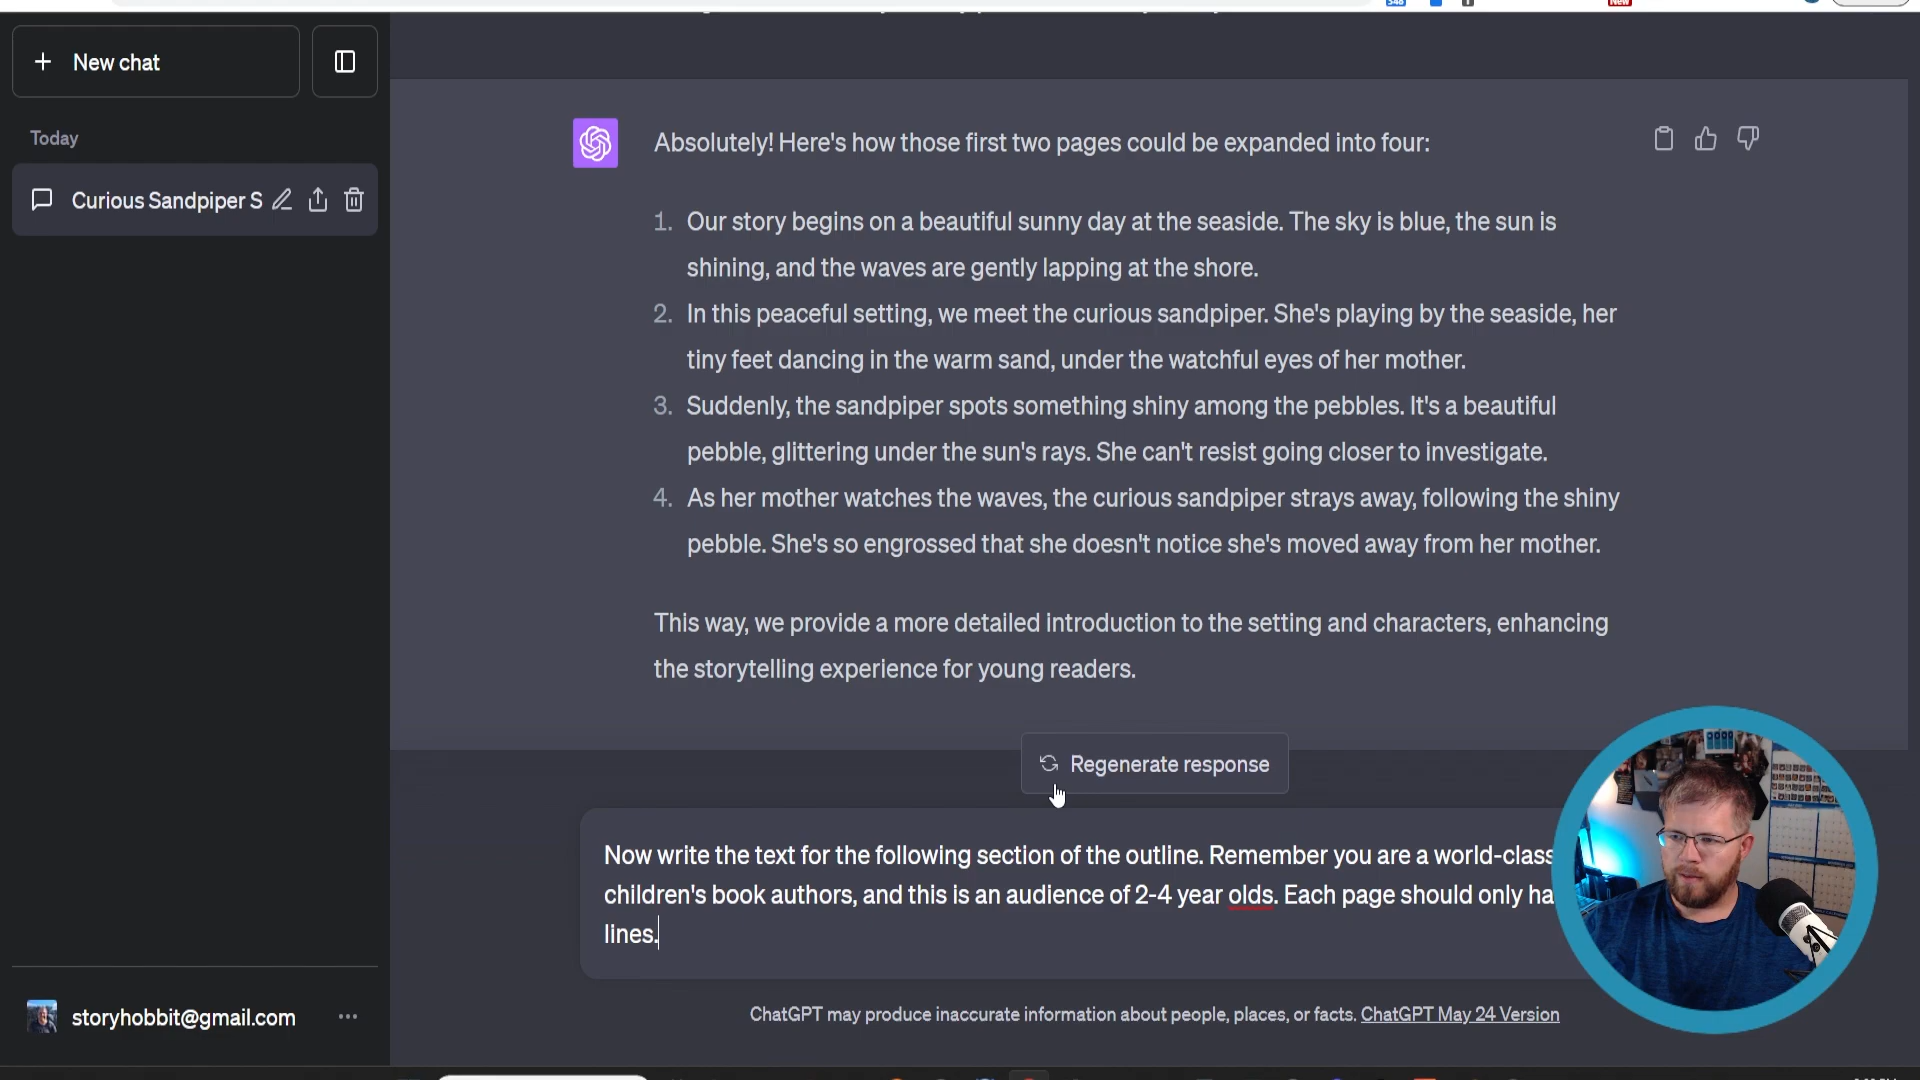 New chat
Today
Curious Sandpiper S
Absolutely! Here's how those first two pages could be expanded into four:
1. Our story begins on a beautiful sunny day at the seaside. The sky is blue, the sun is
shining, and the waves are gently lapping at the shore.
2. In this peaceful setting, we meet the curious sandpiper. She's playing by the seaside, her
tiny feet dancing in the warm sand, under the watchful eyes of her mother.
3. Suddenly, the sandpiper spots something shiny among the pebbles. It's a beautiful
pebble, glittering under the sun's rays. She can't resist going closer to investigate.
4. As her mother watches the waves, the curious sandpiper strays away, following the shiny
pebble. She's so engrossed that she doesn't notice she's moved away from her mother.
This way, we provide a more detailed introduction to the setting and characters, enhancing
the storytelling experience for young readers.
Regenerate response
Now write the text for the following section of the outline. Remember you are a world-class
children's book authors, and this is an audience of 2-4 year olds. Each page should only ha
lines.
storyhobbit@gmail.com
ChatGPT may produce inaccurate information about people, places, or facts. ChatGPT May 24 Version